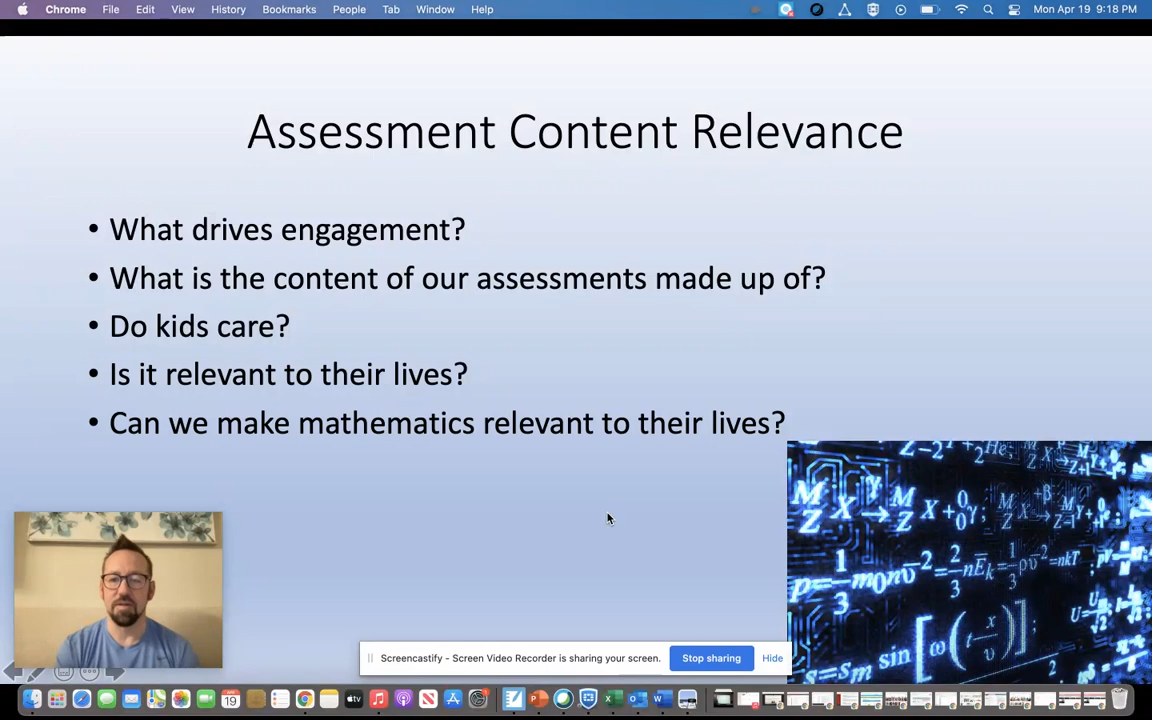 Chrome File Edit View History Bookmarks People Tab Window Help Mon Apr 19 9:18 PM
Assessment Content Relevance
• What drives engagement?
• What is the content of our assessments made up of?
• Do kids care?
• Is it relevant to their lives?
• Can we make mathematics relevant to their lives?
Screencastify - Screen Video Recorder is sharing your screen. Stop sharing Hide